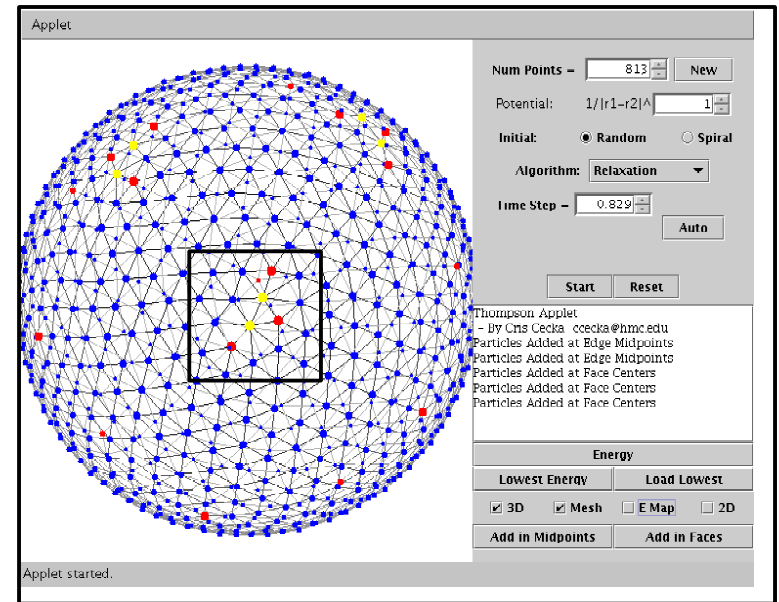 Applet
Num Points = 813 New
Potential: 1/|r1-r2|^ 1
Initial: Random Spiral
Algorithm: Relaxation
Time Step = 0.829
Auto
Start Reset
Thompson Applet
- By Cris Cecka ccecka@hmc.edu
Particles Added at Edge Midpoints
Particles Added at Edge Midpoints
Particles Added at Face Centers
Particles Added at Face Centers
Particles Added at Face Centers
Energy
Lowest Energy Load Lowest
3D Mesh E Map 2D
Add in Midpoints Add in Faces
Applet started.